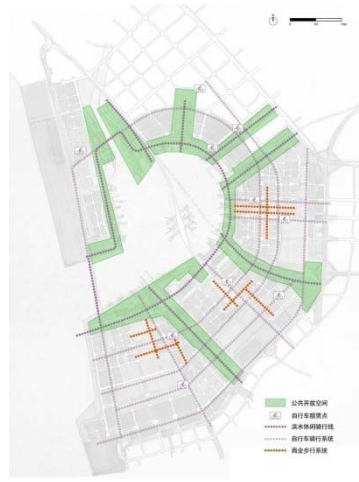 公共开放空间
自行车租赁点
滨水休闲骑行线
自行车骑行系统
商业步行系统